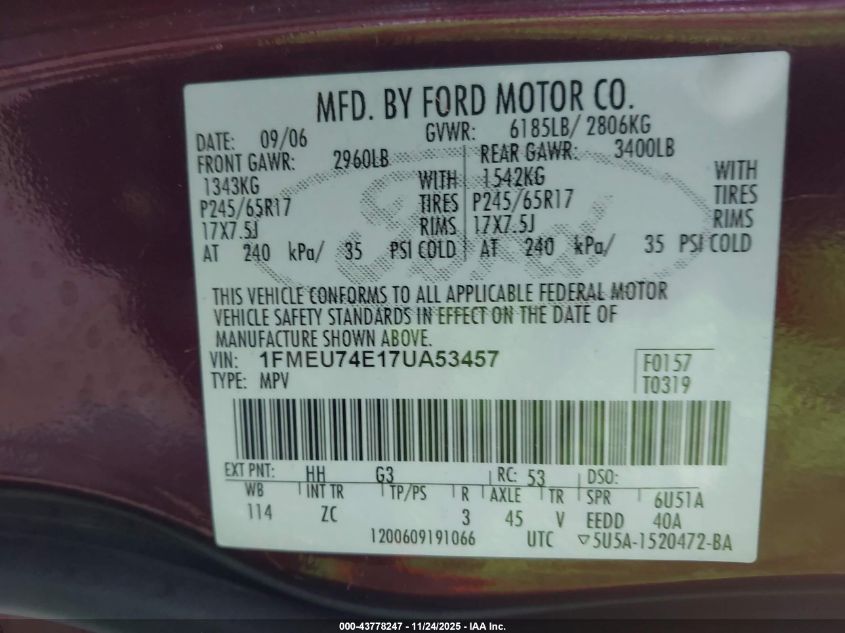 MFD. BY FORD MOTOR CO.
DATE: 09/06 GVWR: 6185LB/ 2806KG
FRONT GAWR: 2960LB REAR GAWR: 3400LB
1343KG WITH 1542KG WITH
P245/65R17 TIRES P245/65R17 TIRES
17X7.5J RIMS 17X7.5J RIMS
AT 240 kPa/ 35 PSI COLD AT 240 kPa/ 35 PSI COLD
THIS VEHICLE CONFORMS TO ALL APPLICABLE FEDERAL MOTOR
VEHICLE SAFETY STANDARDS IN EFFECT ON THE DATE OF
MANUFACTURE SHOWN ABOVE.
VIN: 1FMEU74E17UA53457 F0157
TYPE: MPV T0319
EXT PNT: HH G3 RC: 53 DSO:
WB INT TR TP/PS R AXLE TR SPR 6U51A
114 ZC 3 45 V EEDD 40A
1200609191066 UTC ▽5U5A-1520472-BA
Ford
000-43778247 - 11/24/2025 - IAA Inc.